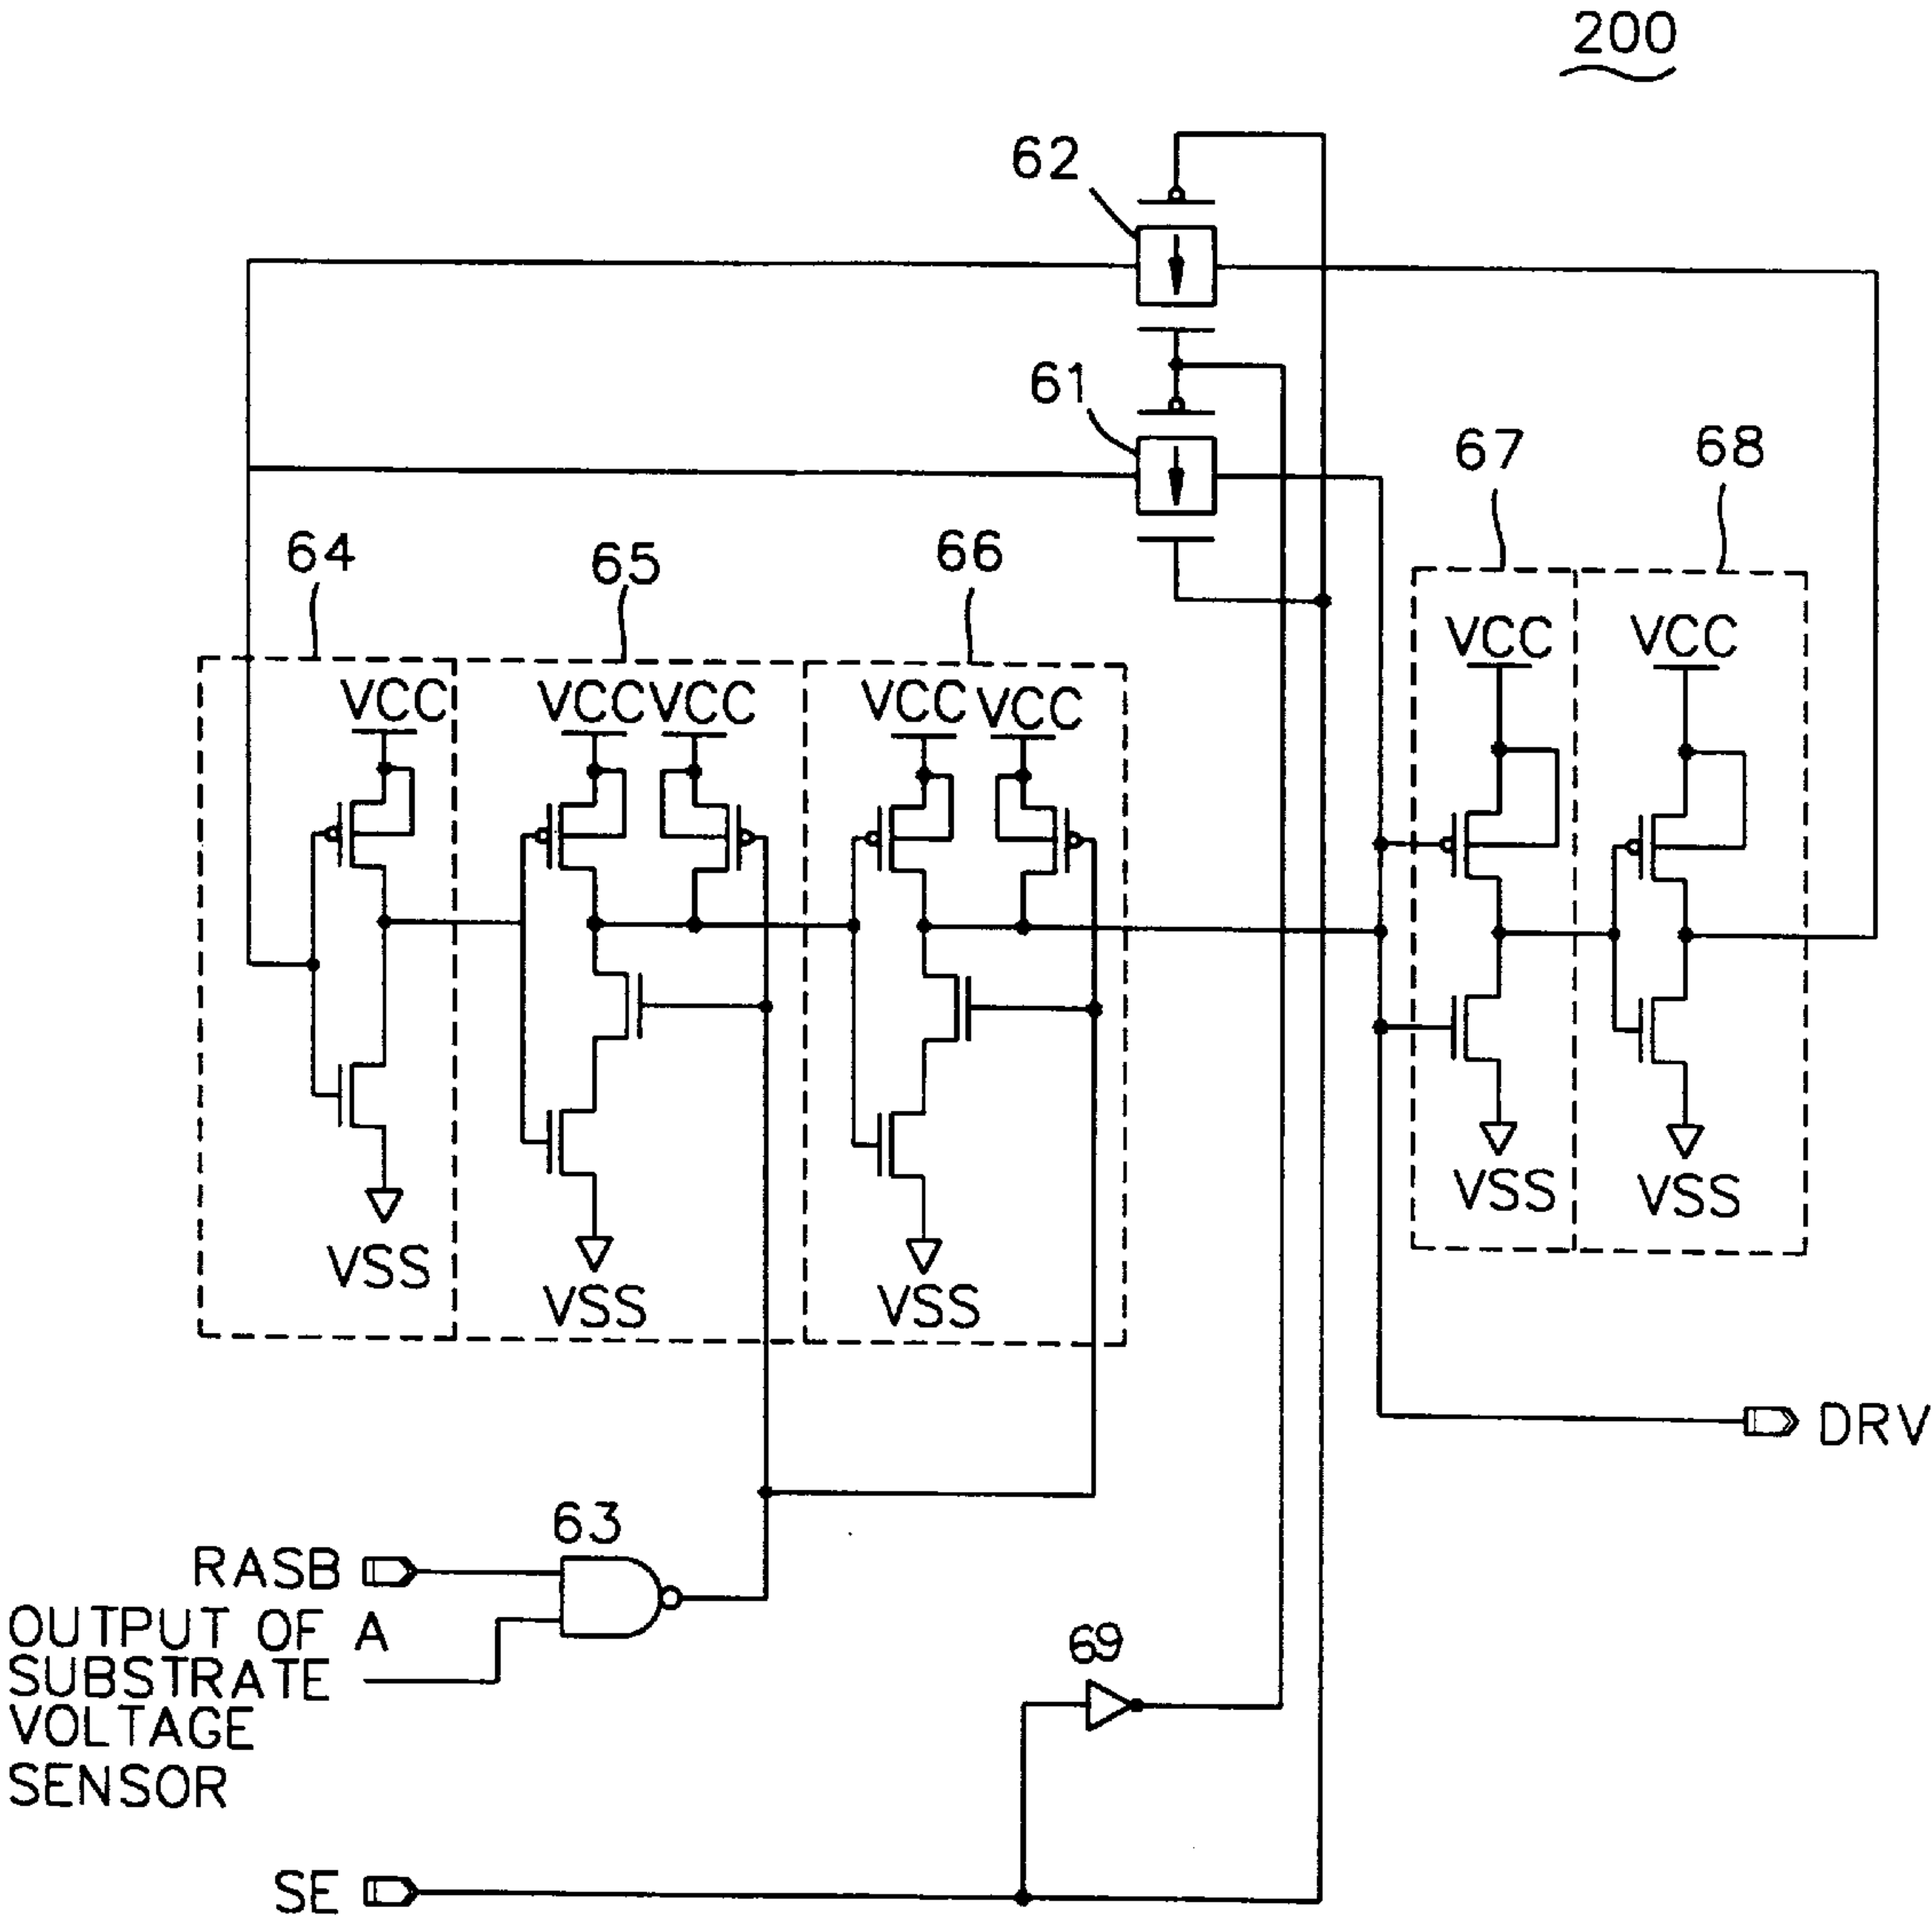 200
62
61
67
68
64
65
66
VCC
VCC
VCC
VCC
VCC
VCC
VCC
VSS
VSS
VSS
VSS
VSS
DRV
63
RASB
OUTPUT OF A
SUBSTRATE
VOLTAGE
SENSOR
69
SE